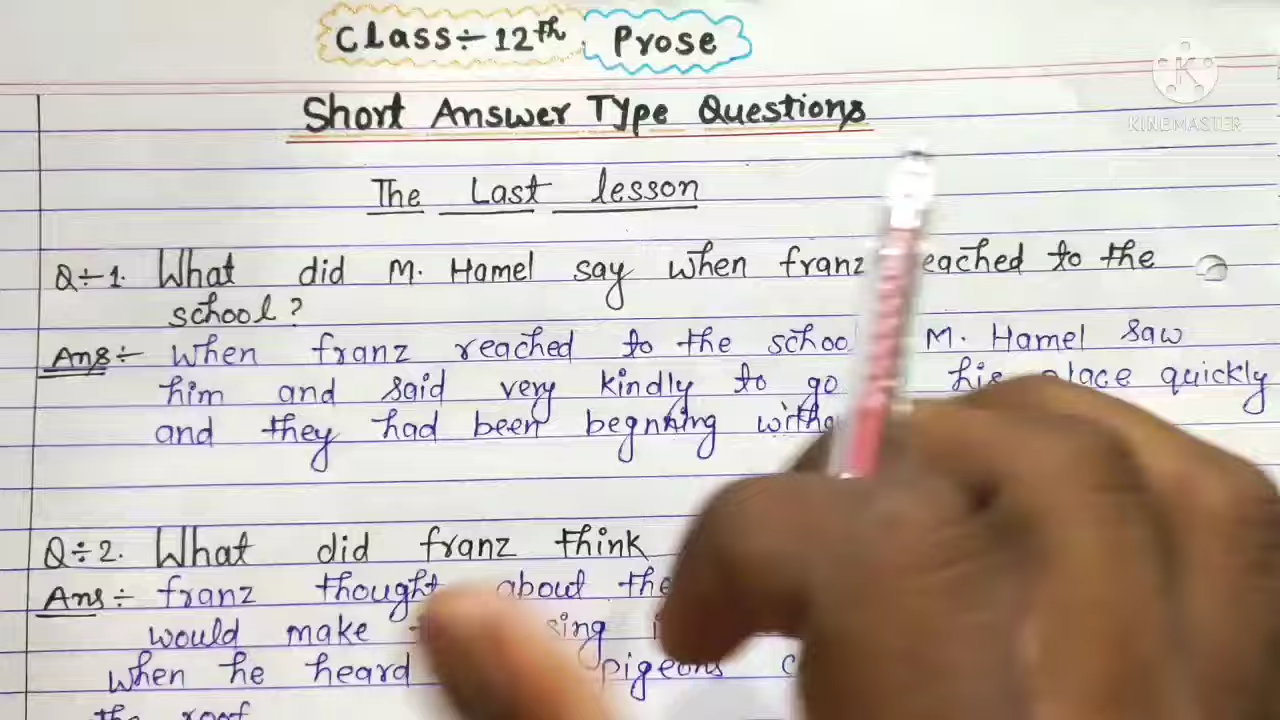 Class÷12th Prose
KINEMASTER
Short Answer Type Questions
The Last lesson
Q÷1. What did M. Hamel say when franz eached to the
school?
Ans÷ When franz reached to the schoo M. Hamel saw
him and said very kindly to go his place quickly
and they had been begnning
Q÷2. What did franz think
Ans÷ franz thought about the
would make sing
when he heard pigeons
the roof